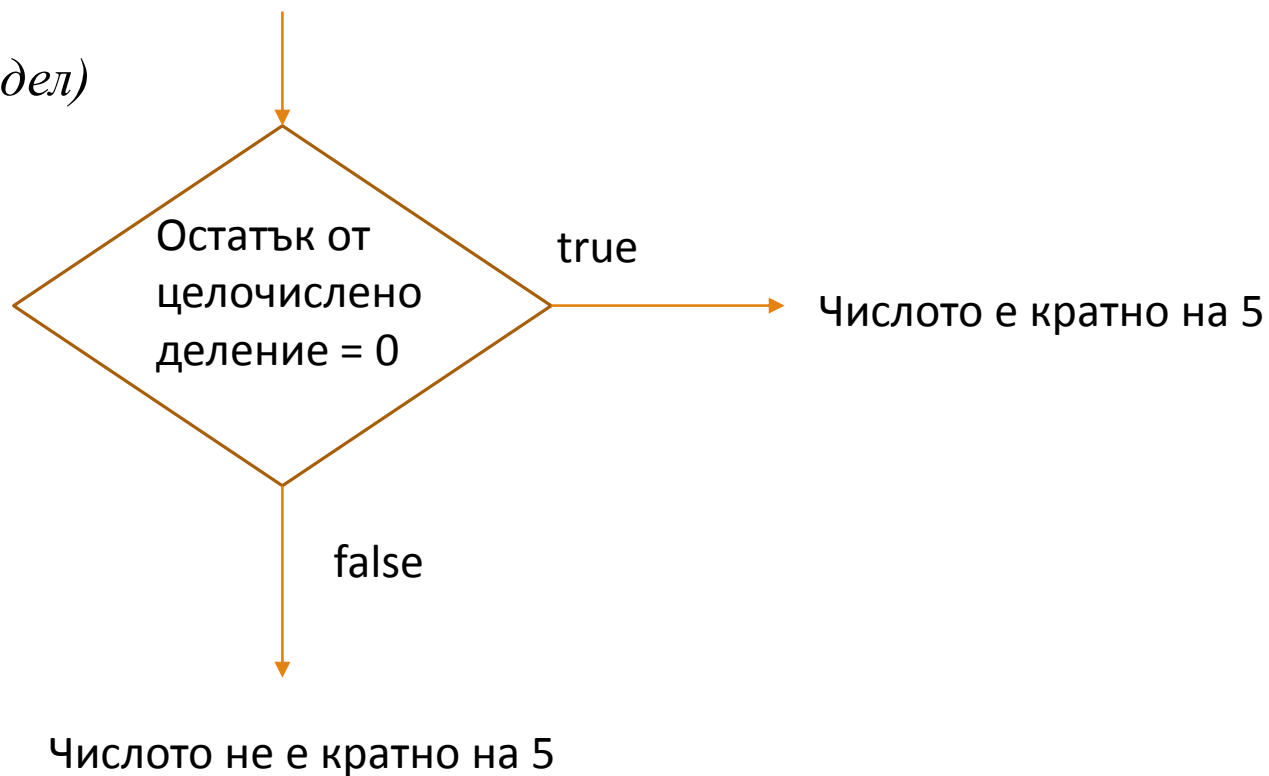 дел)
Остатък от
целочислено
деление = 0
true
Числото е кратно на 5
false
Числото не е кратно на 5